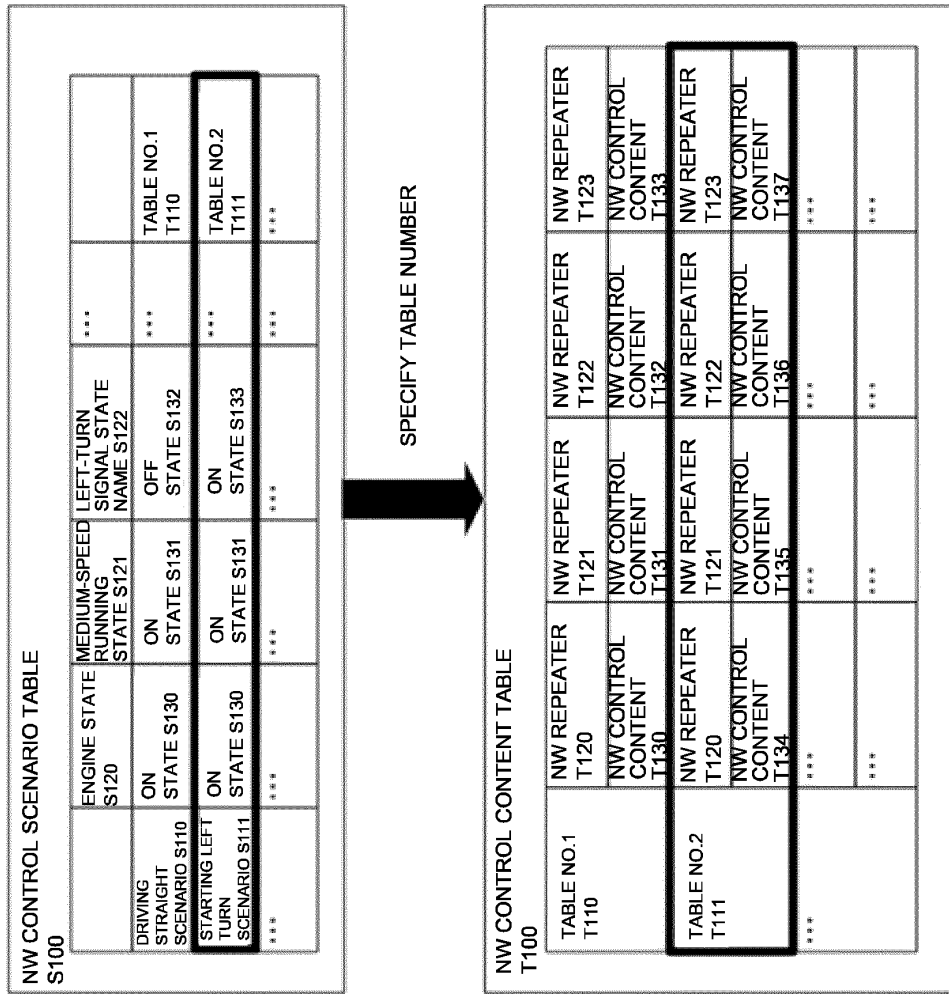 NW CONTROL SCENARIO TABLE
S100
ENGINE STATE
S120
MEDIUM-SPEED
RUNNING
STATE S121
LEFT-TURN
SIGNAL STATE
NAME S122
...
DRIVING
STRAIGHT
SCENARIO S110
ON
STATE S130
ON
STATE S131
OFF
STATE S132
...
TABLE NO.1
T110
STARTING LEFT
TURN
SCENARIO S111
ON
STATE S130
ON
STATE S131
ON
STATE S133
...
TABLE NO.2
T111
...
...
...
...
...
...
SPECIFY TABLE NUMBER
NW CONTROL CONTENT TABLE
T100
TABLE NO.1
T110
NW REPEATER
T120
NW REPEATER
T121
NW REPEATER
T122
NW REPEATER
T123
NW CONTROL
CONTENT
T130
NW CONTROL
CONTENT
T131
NW CONTROL
CONTENT
T132
NW CONTROL
CONTENT
T133
TABLE NO.2
T111
NW REPEATER
T120
NW REPEATER
T121
NW REPEATER
T122
NW REPEATER
T123
NW CONTROL
CONTENT
T134
NW CONTROL
CONTENT
T135
NW CONTROL
CONTENT
T136
NW CONTROL
CONTENT
T137
...
...
...
...
...
...
...
...
...